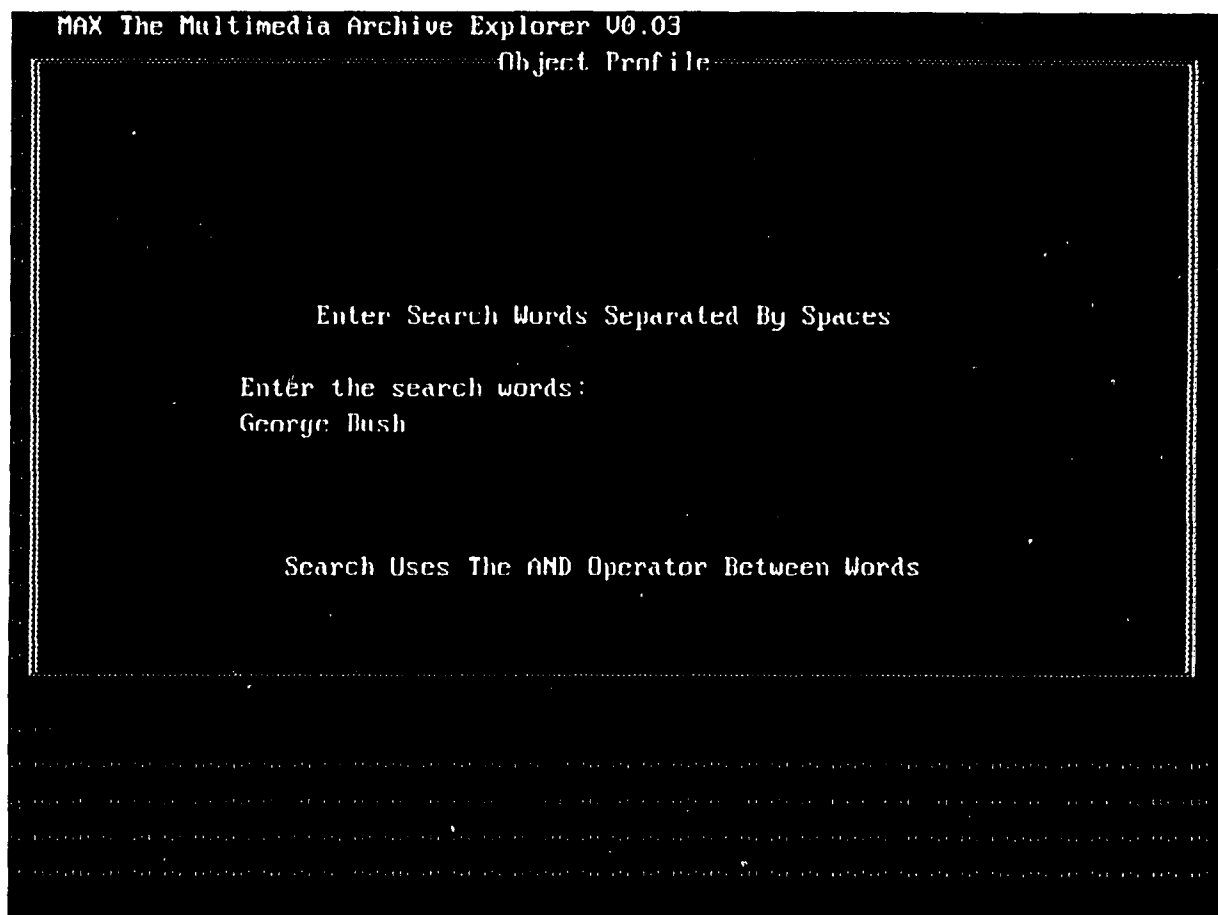 MAX The Multimedia Archive Explorer V0.03
Object Profile
Enter Search Words Separated By Spaces
Enter the search words:
George Bush
Search Uses The AND Operator Between Words